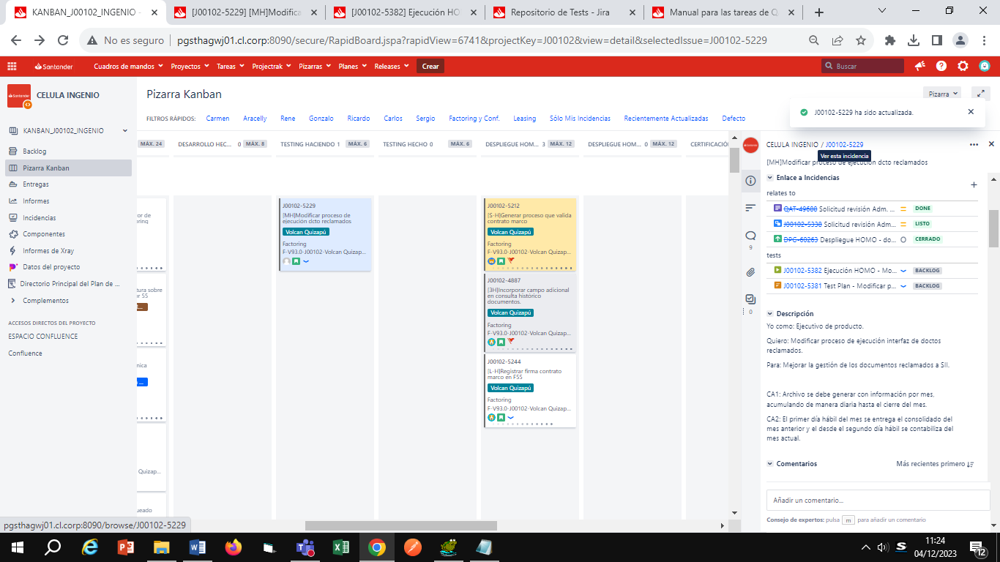 KANBAN_J00102_INGENIO -
[J00102-5229] [MH]Modifica
[J00102-5382] Ejecución HO
Repositorio de Tests - Jira
Manual para las tareas de Q
No es seguro
pgsthagwj01.cl.corp:8090/secure/RapidBoard.jspa?rapidView=6741&projectKey=J00102&view=detail&selectedIssue=J00102-5229
Santander
Cuadros de mandos
Proyectos
Tareas
Projectrak
Pizarras
Planes
Releases
Crear
Buscar
CELULA INGENIO
KANBAN_J00102_INGENIO
Backlog
Pizarra Kanban
Entregas
Informes
Incidencias
Componentes
Informes de Xray
Datos del proyecto
Directorio Principal del Plan de ...
Complementos
ACCESOS DIRECTOS DEL PROYECTO
ESPACIO CONFLUENCE
Confluence
Pizarra Kanban
Pizarra
J00102-5229 ha sido actualizada.
FILTROS RÁPIDOS:
Carmen
Aracelly
Rene
Gonzalo
Ricardo
Carlos
Sergio
Factoring y Conf.
Leasing
Sólo Mis Incidencias
Recientemente Actualizadas
Defecto
MÁX. 24
DESARROLLO HEC... 0 MÁX. 8
TESTING HACIENDO 1 MÁX. 6
TESTING HECHO 0 MÁX. 6
DESPLIEGUE HOM... 3 MÁX. 12
DESPLIEGUE HOM... 0 MÁX. 12
CERTIFICACIÓ
or de
ring
tura sobre
or 55
nica
Quizap...
ueado
J00102-5229
[MH]Modificar proceso de
ejecución dcto reclamados
Volcan Quizapú
Factoring
F-V93.0-J00102-Volcan Quizap...
J00102-5212
[S-H]Generar proceso que valida
contrato marco
Volcan Quizapú
Factoring
F-V93.0-J00102-Volcan Quizap...
J00102-4887
[3H]Incorporar campo adicional
en consulta histórico
documentos.
Volcan Quizapú
Factoring
F-V93.0-J00102-Volcan Quizap...
J00102-5244
[L-H]Registrar firma contrato
marco en F55
Volcan Quizapú
Factoring
F-V93.0-J00102-Volcan Quizap...
CELULA INGENIO / J00102-5229
Ver esta incidencia
[MH]Modificar proceso de ejecución dcto reclamados
Enlace a Incidencias
relates to
QAT-49688 Solicitud revisión Adm. ... DONE
J00102-5330 Solicitud revisión Adm... LISTO
DPG-60263 Despliegue HOMO - do... CERRADO
tests
J00102-5382 Ejecución HOMO - Mo... BACKLOG
J00102-5381 Test Plan - Modificar p... BACKLOG
9
0
Descripción
Yo como: Ejecutivo de producto.
Quiero: Modificar proceso de ejecución interfaz de doctos
reclamados.
Para: Mejorar la gestión de los documentos reclamados a SII.
CA1: Archivo se debe generar con información por mes,
acumulando de manera diaria hasta el cierre del mes.
CA2: El primer día hábil del mes se entrega el consolidado del
mes anterior y el desde el segundo día hábil se contabiliza del
mes actual.
Comentarios
Más recientes primero
Añadir un comentario...
Consejo de expertos: pulsa m para añadir un comentario
pgsthagwj01.cl.corp:8090/browse/J00102-5229
11:24
04/12/2023
12